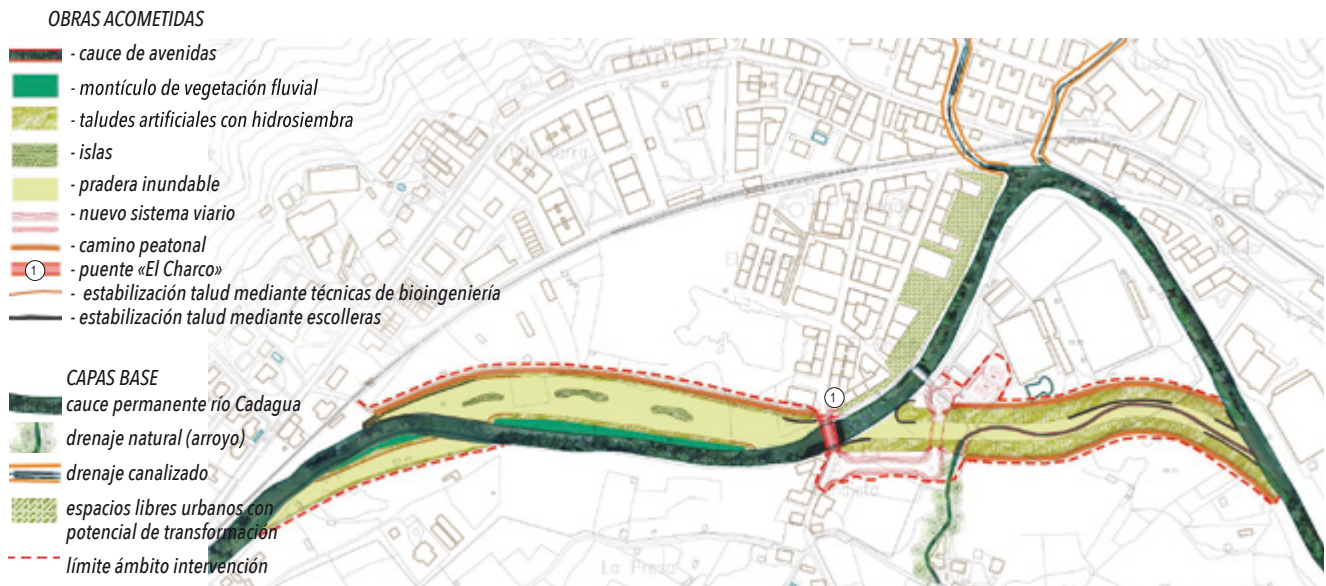 OBRAS ACOMETIDAS
- cauce de avenidas
- montículo de vegetación fluvial
- taludes artificiales con hidrosiembra
- islas
- pradera inundable
- nuevo sistema viario
- camino peatonal
1 - puente «El Charco»
- estabilización talud mediante técnicas de bioingeniería
- estabilización talud mediante escolleras
CAPAS BASE
cauce permanente río Cadagua
drenaje natural (arroyo)
drenaje canalizado
espacios libres urbanos con
potencial de transformación
límite ámbito intervención
1
La Presa